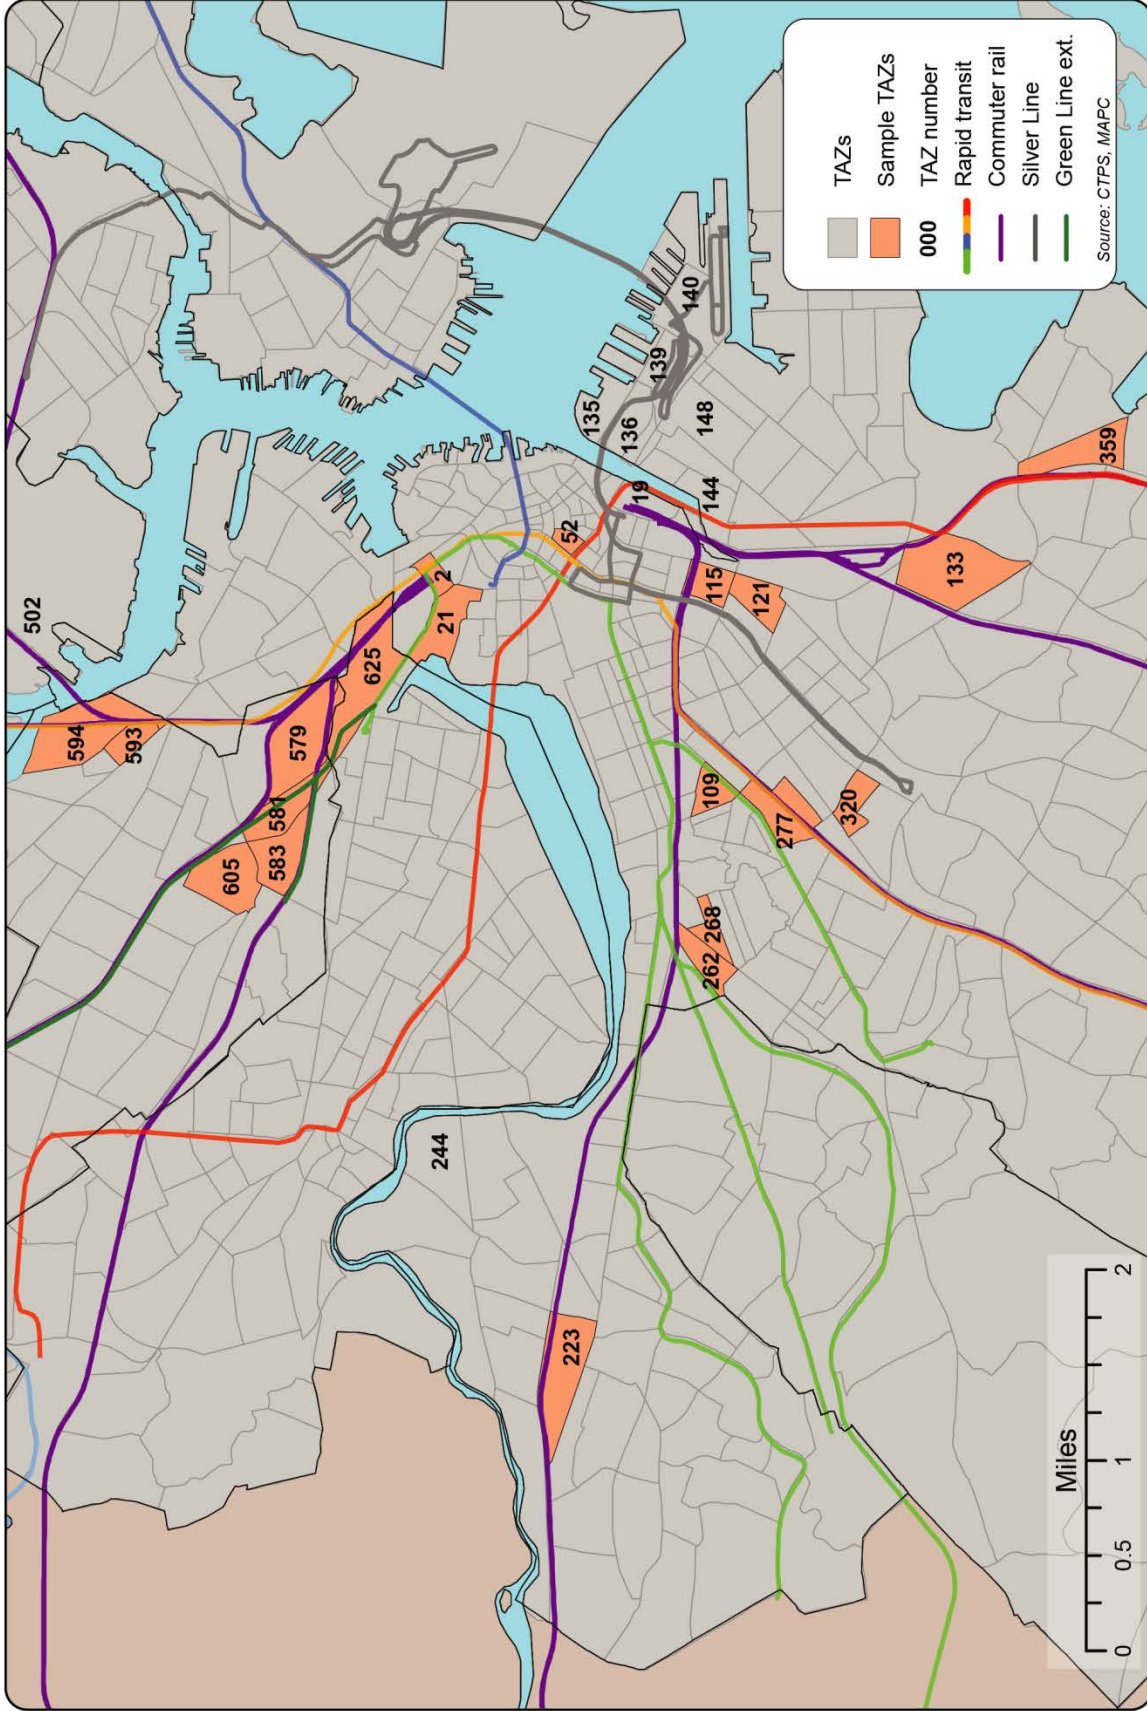 502
594
593
579
625
2
21
581
583
605
52
135
136
139
140
148
19
144
115
121
133
359
109
277
320
268
262
244
223
TAZs
Sample TAZs
000 TAZ number
Rapid transit
Commuter rail
Silver Line
Green Line ext.
Source: CTPS, MAPC
Miles
0 0.5 1 2